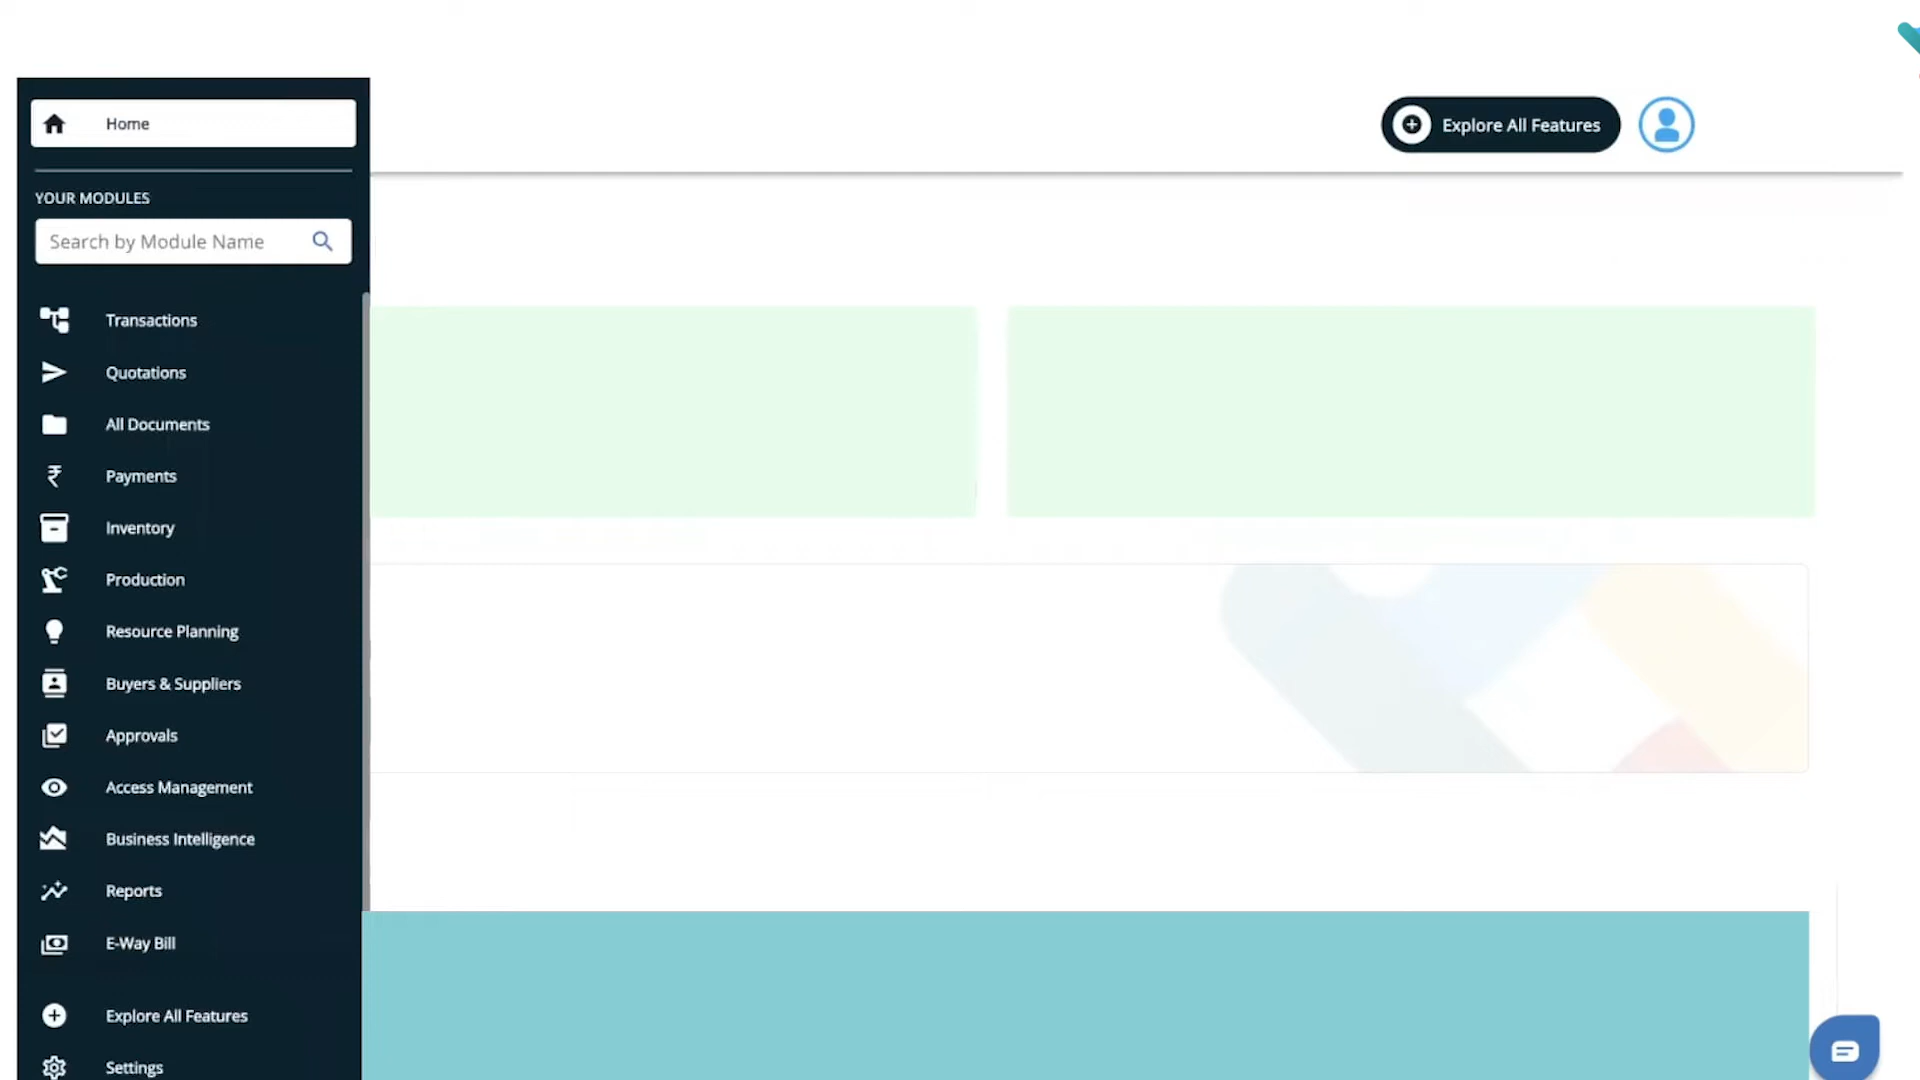 Home
Explore All Features
YOUR MODULES
Search by Module Name
Transactions
Quotations
All Documents
₹ Payments
Inventory
Production
Resource Planning
Buyers & Suppliers
Approvals
Access Management
Business Intelligence
Reports
E-Way Bill
Explore All Features
Settings